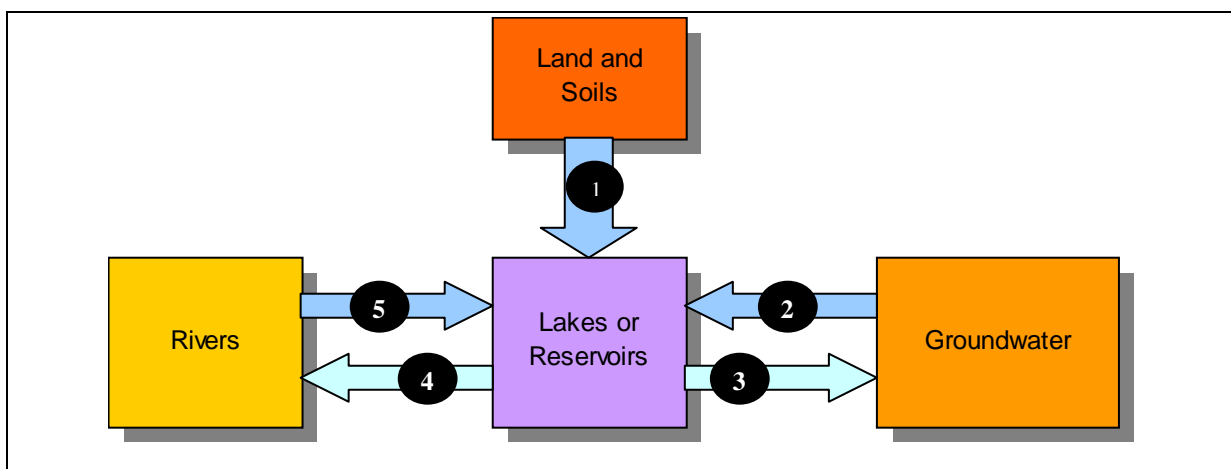 Land and
Soils
1
5
2
Rivers
Lakes or
Reservoirs
Groundwater
4
3